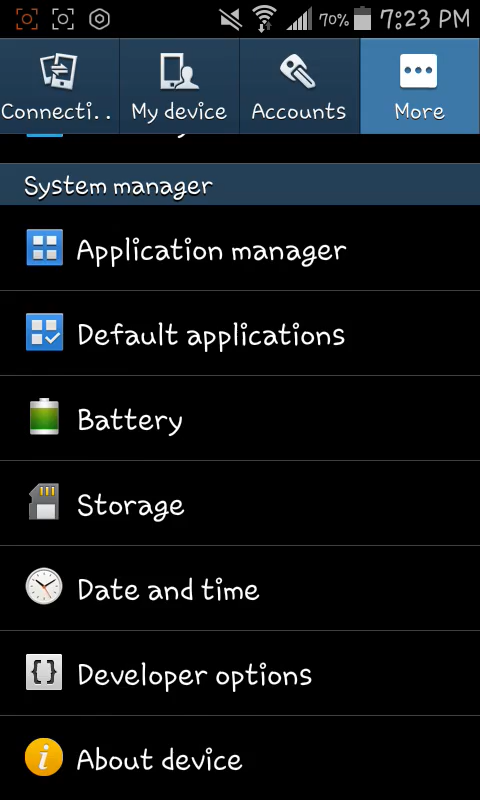 70% 7:23 PM
Connecti..
My device
Accounts
More
System manager
Application manager
Default applications
Battery
Storage
Date and time
Developer options
About device